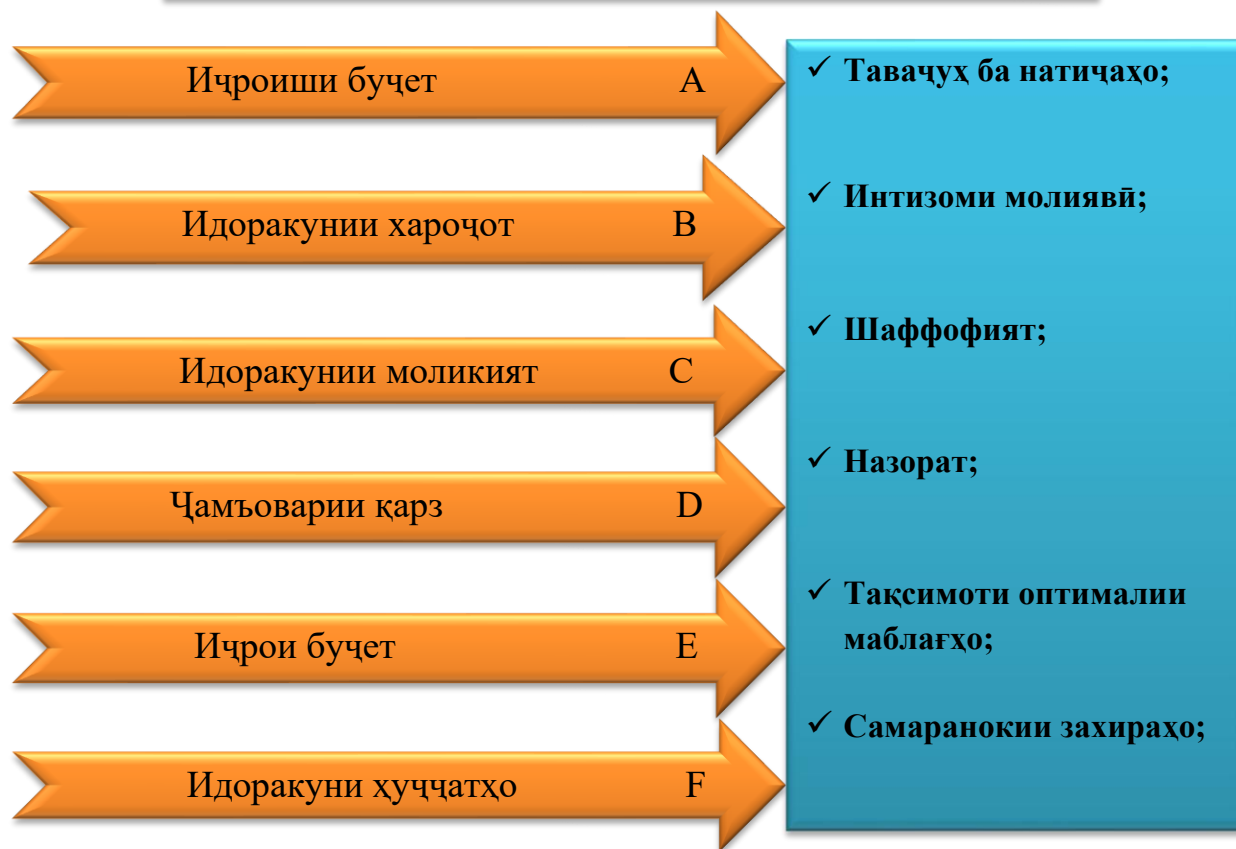 Иҷроиши буҷет A
Идоракунии хароҷот B
Идоракунии моликият C
Ҷамъоварии қарз D
Иҷрои буҷет E
Идоракуни ҳуҷҷатҳо F
✓ Таваҷуҳ ба натиҷаҳо;
✓ Интизоми молиявӣ;
✓ Шаффофият;
✓ Назорат;
✓ Тақсимоти оптималии
маблағҳо;
✓ Самаранокии захираҳо;